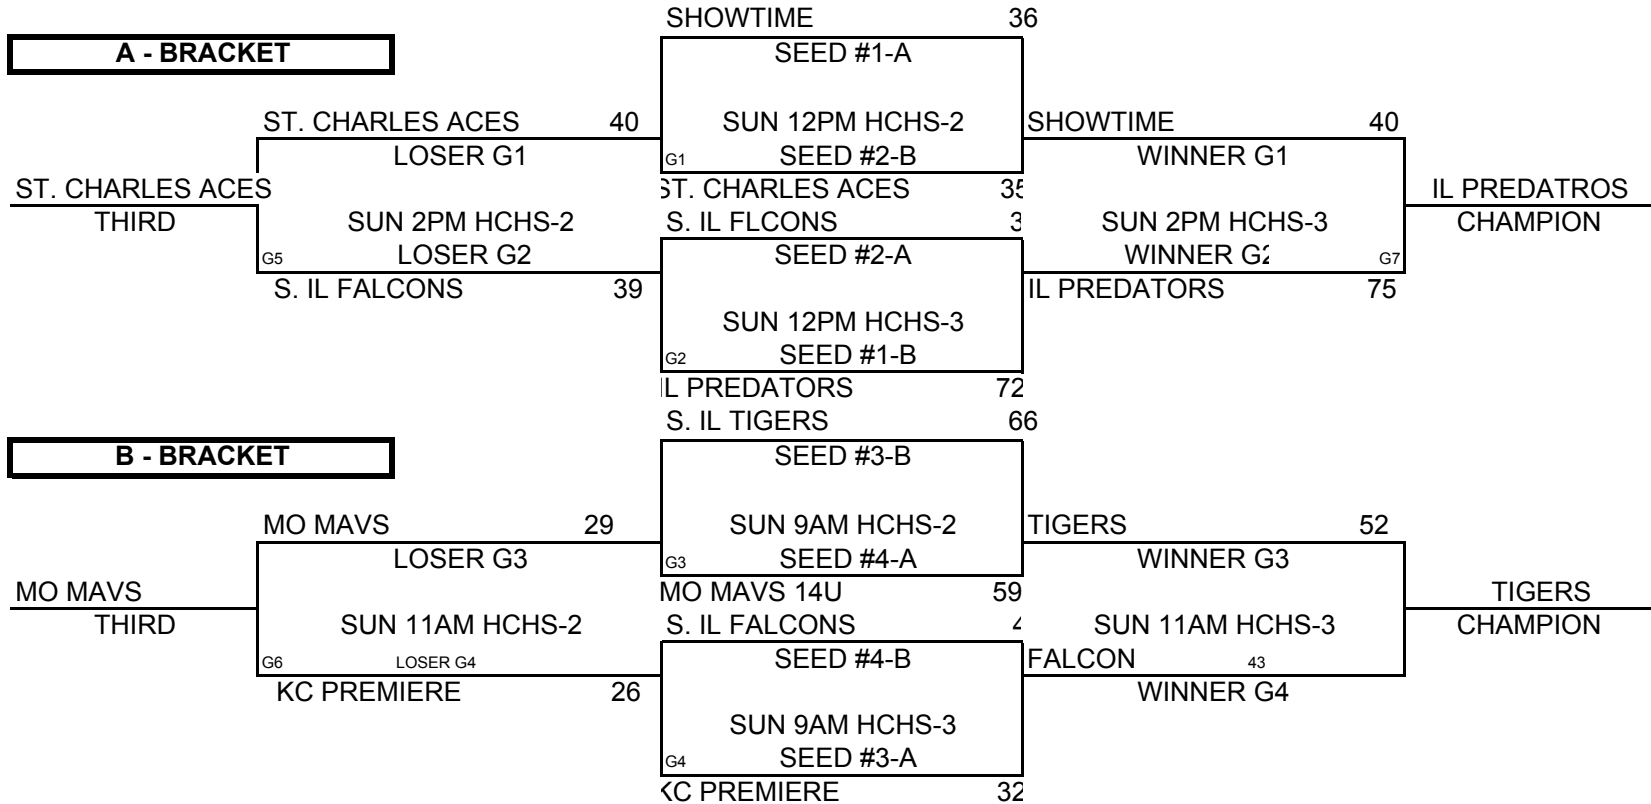 SHOWTIME 36
A - BRACKET
SEED #1-A
ST. CHARLES ACES 40
SUN 12PM HCHS-2
SHOWTIME 40
LOSER G1
G1 SEED #2-B
WINNER G1
ST. CHARLES ACES
ST. CHARLES ACES 35
IL PREDATROS
THIRD
SUN 2PM HCHS-2
S. IL FLCONS 3
SUN 2PM HCHS-3
CHAMPION
G5 LOSER G2
SEED #2-A
WINNER G2
G7
S. IL FALCONS 39
IL PREDATORS 75
SUN 12PM HCHS-3
G2 SEED #1-B
IL PREDATORS 72
S. IL TIGERS 66
B - BRACKET
SEED #3-B
MO MAVS 29
SUN 9AM HCHS-2
TIGERS 52
LOSER G3
G3 SEED #4-A
WINNER G3
MO MAVS
MO MAVS 14U 59
TIGERS
THIRD
SUN 11AM HCHS-2
S. IL FALCONS
SUN 11AM HCHS-3
CHAMPION
G6 LOSER G4
SEED #4-B
FALCON 43
KC PREMIERE 26
WINNER G4
SUN 9AM HCHS-3
G4 SEED #3-A
KC PREMIERE 32